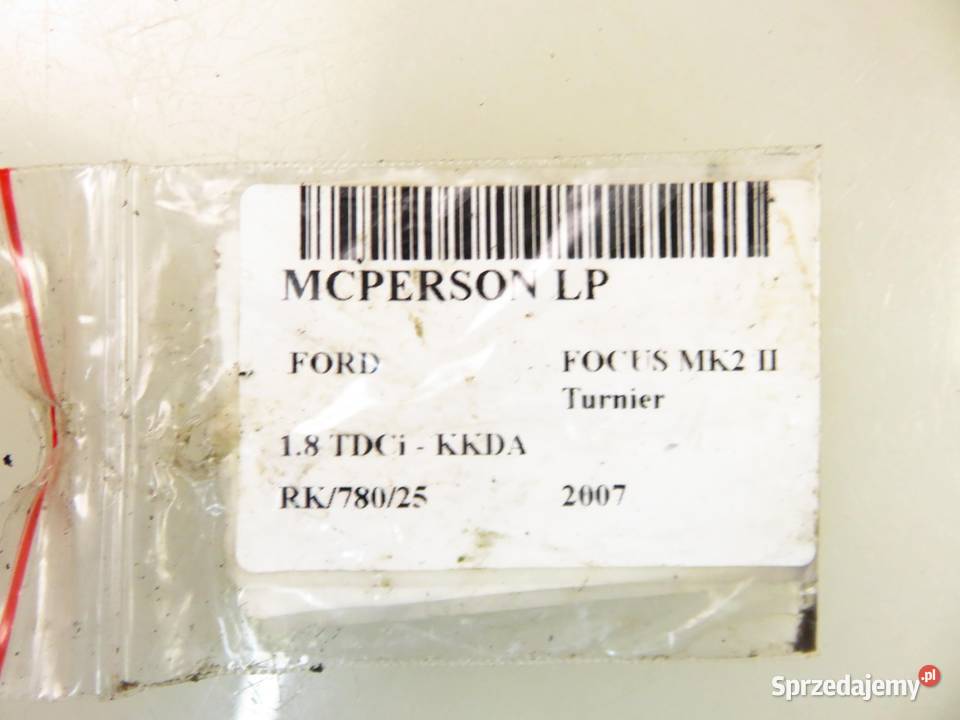 MCPERSON LP
FORD FOCUS MK2 II
Turnier
1.8 TDCi - KKDA
RK/780/25 2007
Sprzedajemy.pl